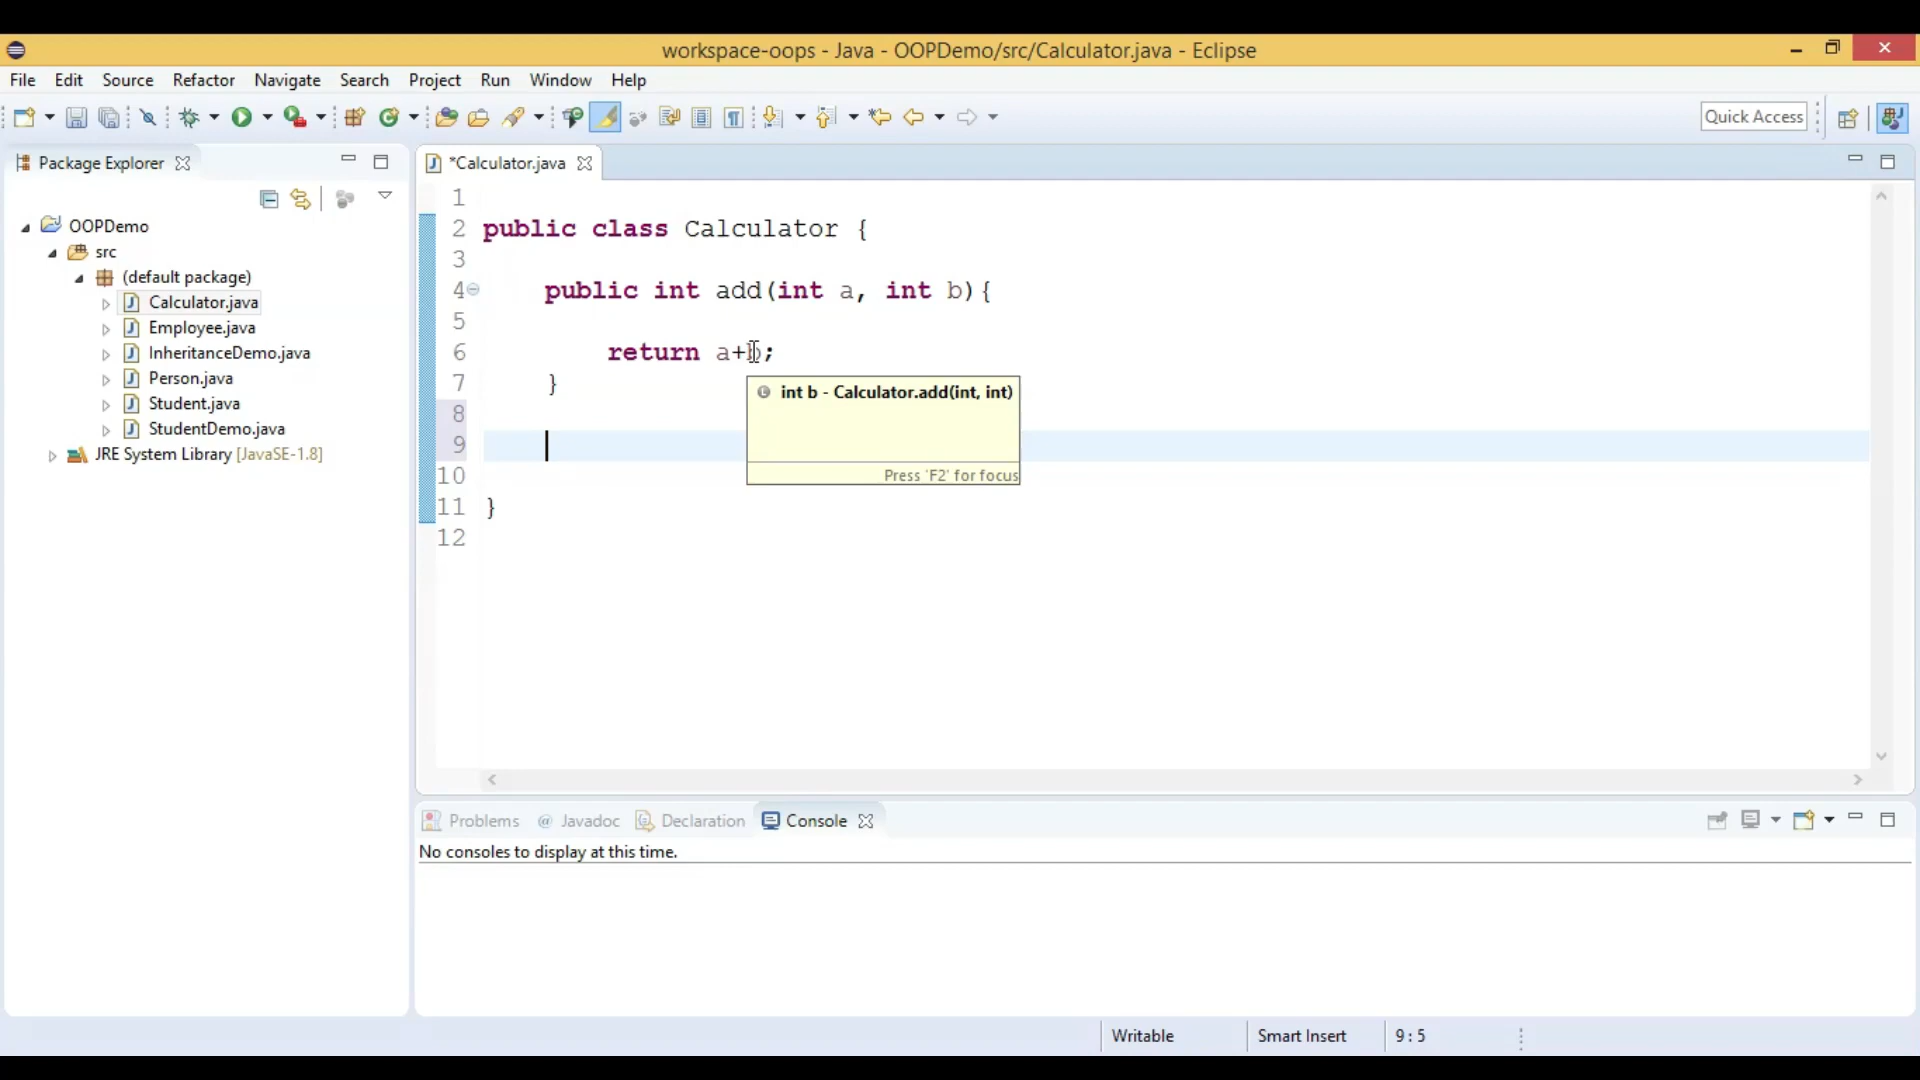 workspace-oops - Java - OOPDemo/src/Calculator.java - Eclipse
File Edit Source Refactor Navigate Search Project Run Window Help
Quick Access
Package Explorer
*Calculator.java
OOPDemo
src
(default package)
Calculator.java
Employee.java
InheritanceDemo.java
Person.java
Student.java
StudentDemo.java
JRE System Library [JavaSE-1.8]
1
2 public class Calculator {
3
4 public int add(int a, int b){
5
6 return a+b;
7 }
8
9
10
11 }
12
int b - Calculator.add(int, int)
Press 'F2' for focus
Problems @ Javadoc Declaration Console
No consoles to display at this time.
Writable Smart Insert 9 : 5